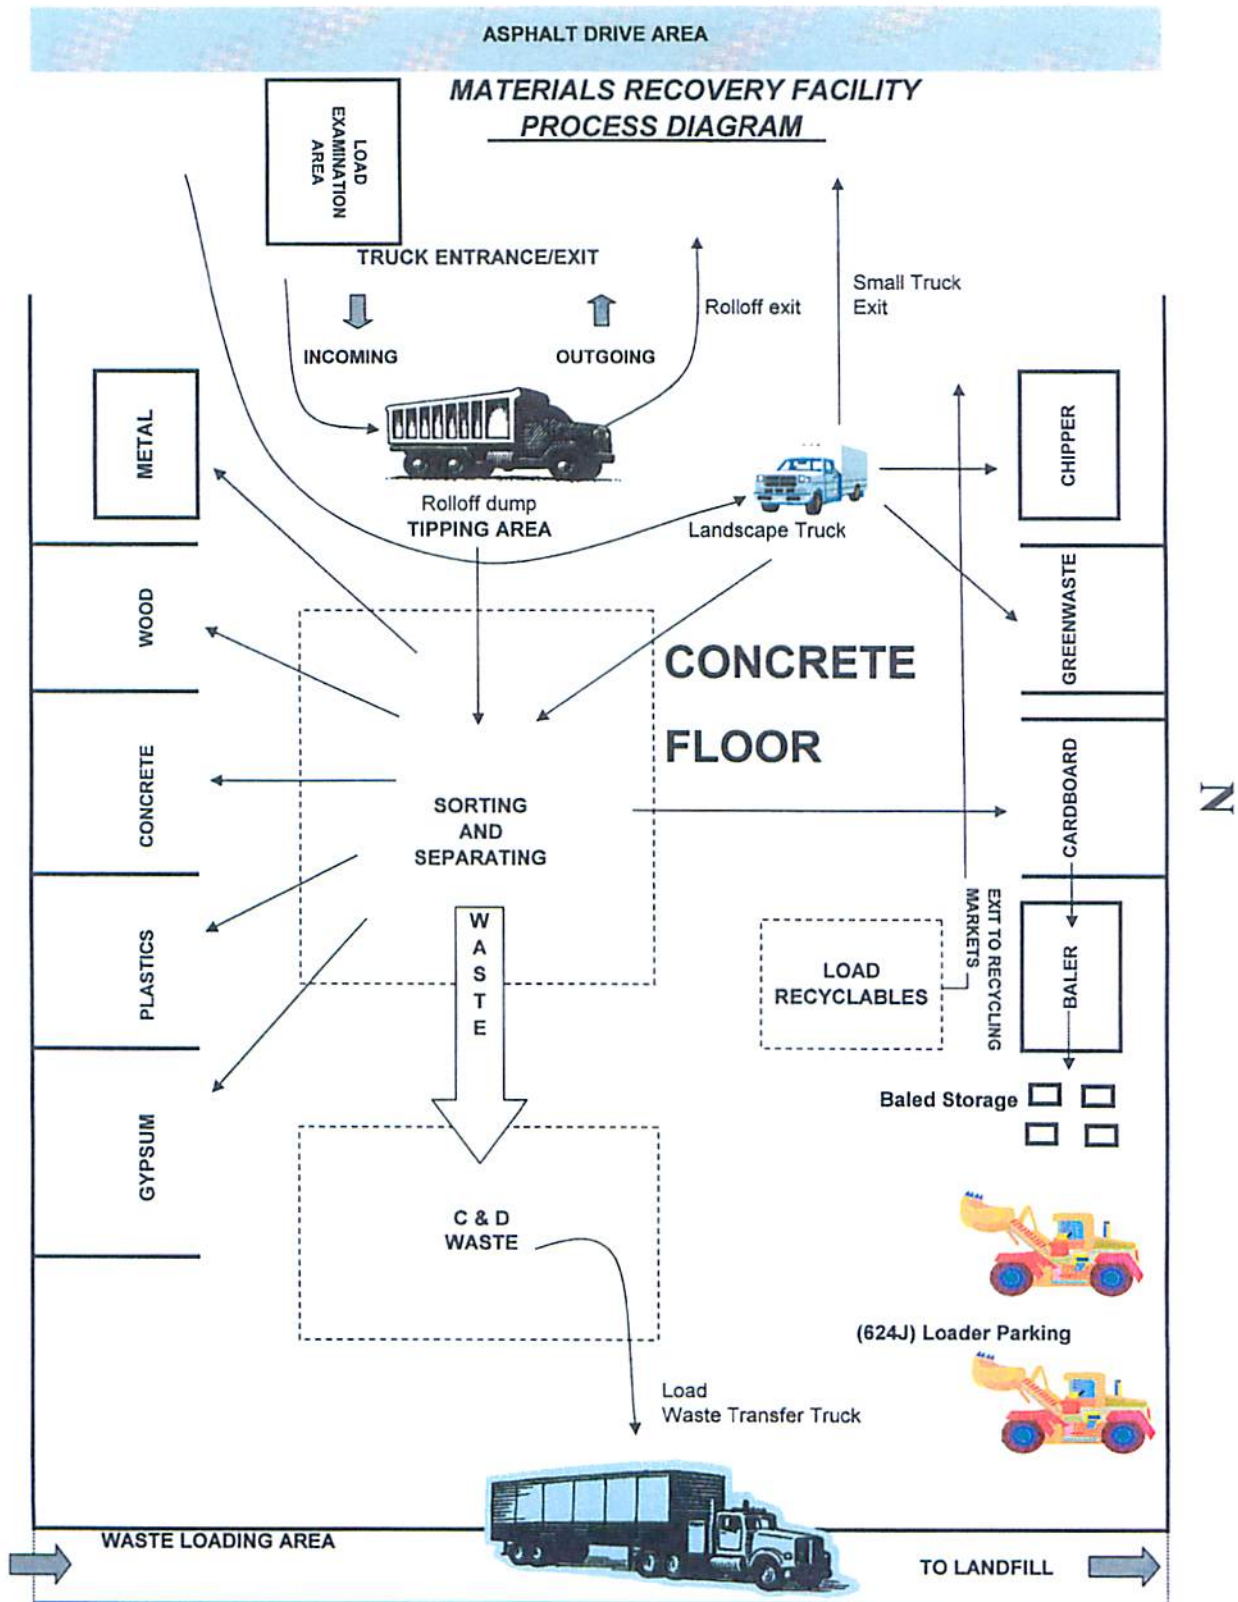 ASPHALT DRIVE AREA
MATERIALS RECOVERY FACILITY
PROCESS DIAGRAM
LOAD
EXAMINATION
AREA
TRUCK ENTRANCE/EXIT
INCOMING
OUTGOING
Rolloff exit
Small Truck
Exit
METAL
Rolloff dump
TIPPING AREA
Landscape Truck
CHIPPER
WOOD
GREENWASTE
CONCRETE
FLOOR
CONCRETE
SORTING
AND
SEPARATING
CARDBOARD
N
PLASTICS
WASTE
LOAD
RECYCLABLES
EXIT TO RECYCLING
MARKETS
BALER
Baled Storage
GYPSUM
C & D
WASTE
(624J) Loader Parking
Load
Waste Transfer Truck
WASTE LOADING AREA
TO LANDFILL